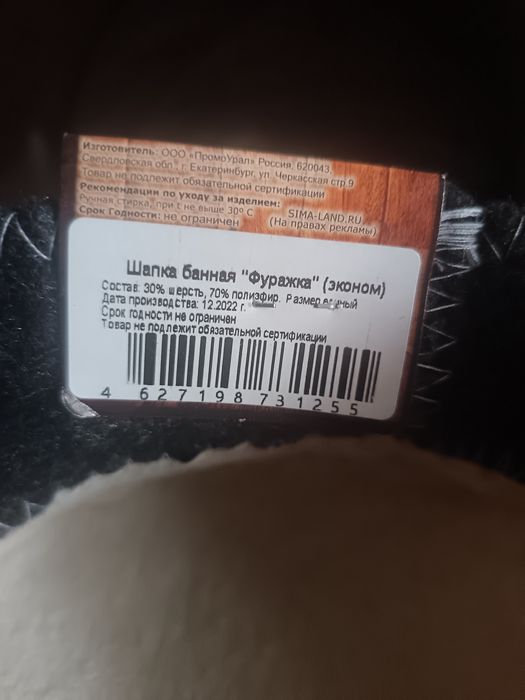 Изготовитель: ООО «ПромоУрал» Россия, 620043,
Свердловская обл., г. Екатеринбург, ул. Черкасская стр.9
Товар не подлежит обязательной сертификации
Рекомендации по уходу за изделием:
Ручная стирка, при t не выше 30° C
Срок Годности: не ограничен
SIMA-LAND.RU
(На правах рекламы)
Шапка банная "Фуражка" (эконом)
Состав: 30% шерсть, 70% полиэфир. Размер единый
Дата производства: 12.2022 г.
Срок годности не ограничен
Товар не подлежит обязательной сертификации
4 627198 731255